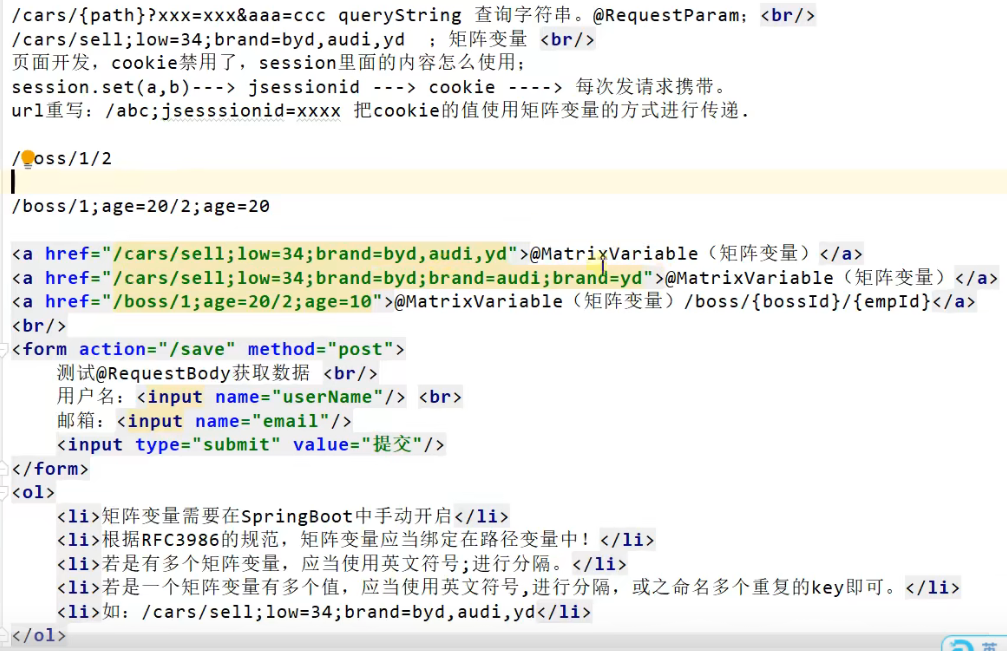 /cars/{path}?xxx=xxx&aaa=ccc queryString 查询字符串。@RequestParam；<br/>
/cars/sell;low=34;brand=byd,audi,yd ；矩阵变量 <br/>
页面开发，cookie禁用了，session里面的内容怎么使用；
session.set(a,b)---> jsessionid ---> cookie ----> 每次发请求携带。
url重写：/abc;jsesssionid=xxxx 把cookie的值使用矩阵变量的方式进行传递.
/boss/1/2
/boss/1;age=20/2;age=20
<a href="/cars/sell;low=34;brand=byd,audi,yd">@MatrixVariable（矩阵变量）</a>
<a href="/cars/sell;low=34;brand=byd;brand=audi;brand=yd">@MatrixVariable（矩阵变量）</a>
<a href="/boss/1;age=20/2;age=10">@MatrixVariable（矩阵变量）/boss/{bossId}/{empId}</a>
<br/>
<form action="/save" method="post">
测试@RequestBody获取数据 <br/>
用户名：<input name="userName"/> <br>
邮箱：<input name="email"/>
<input type="submit" value="提交"/>
</form>
<ol>
<li>矩阵变量需要在SpringBoot中手动开启</li>
<li>根据RFC3986的规范，矩阵变量应当绑定在路径变量中！</li>
<li>若是有多个矩阵变量，应当使用英文符号;进行分隔。</li>
<li>若是一个矩阵变量有多个值，应当使用英文符号,进行分隔，或之命名多个重复的key即可。</li>
<li>如：/cars/sell;low=34;brand=byd,audi,yd</li>
</ol>